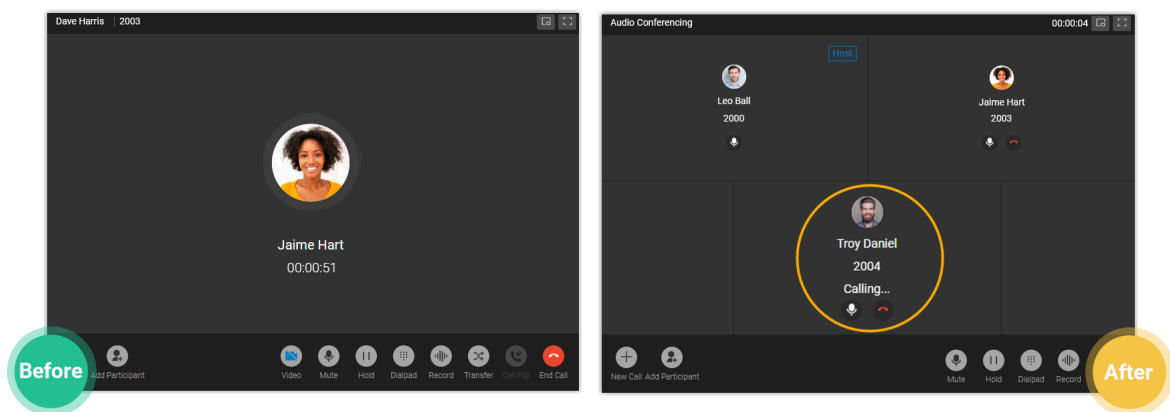 Dave Harris | 2003
Jaime Hart
00:00:51
Add Participant
Video Mute Hold Dialpad Record Transfer Call Flip End Call
Before
Audio Conferencing 00:00:04
Host
Leo Ball
2000
Jaime Hart
2003
Troy Daniel
2004
Calling...
New Call Add Participant
Mute Hold Dialpad Record
After